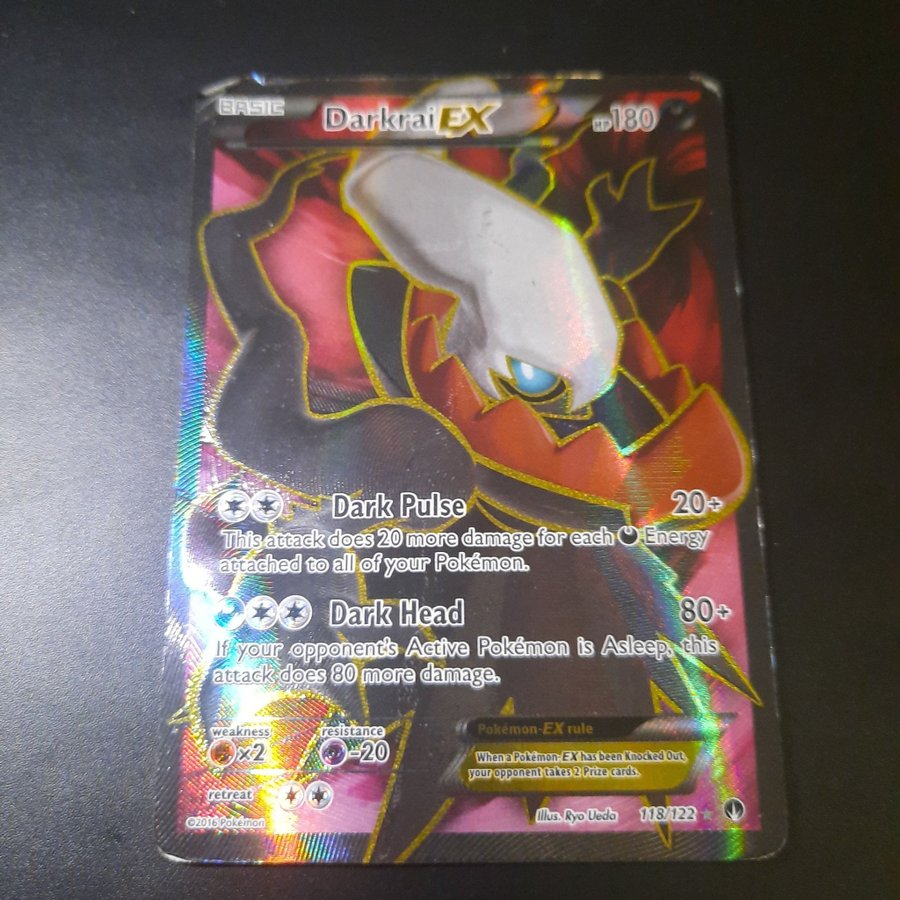 BASIC Darkrai EX HP 180
Dark Pulse 20+
This attack does 20 more damage for each Energy
attached to all of your Pokémon.
Dark Head 80+
If your opponent's Active Pokémon is Asleep, this
attack does 80 more damage.
weakness resistance
×2 -20
retreat
Pokémon-EX rule
When a Pokémon-EX has been Knocked Out,
your opponent takes 2 Prize cards.
©2016 Pokémon Illus. Ryo Ueda 118/122